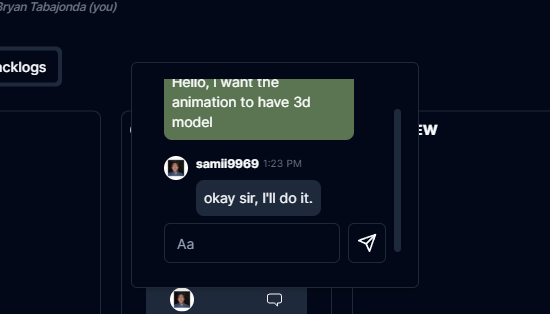 Bryan Tabajonda (you)
acklogs
Hello, I want the
animation to have 3d
model
EW
samii9969 1:23 PM
okay sir, I'll do it.
Aa